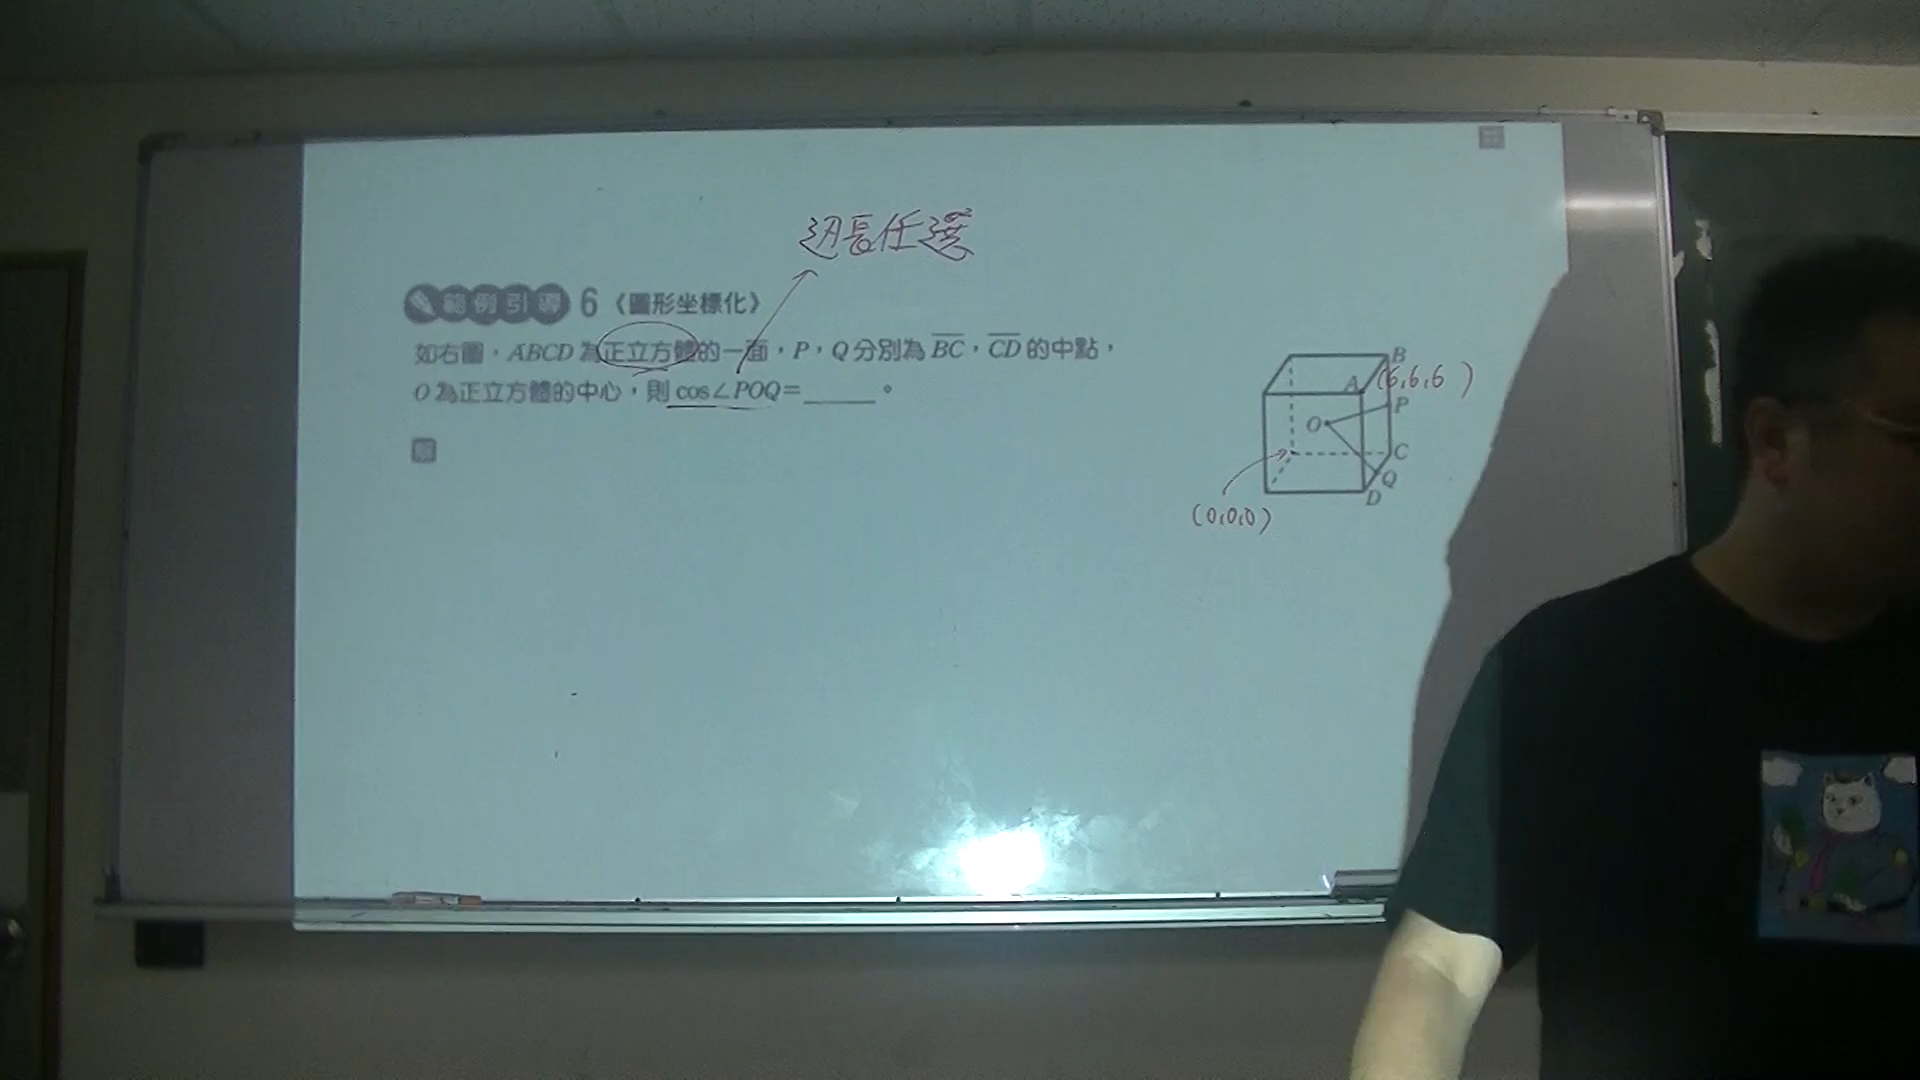 边長任選
範例引導 6《圖形坐標化》
如右圖,ABCD 為正立方體的一面,P,Q 分別為 BC,CD 的中點,
O 為正立方體的中心,則 cos∠POQ=______。
解
B
A (6,6,6)
P
O
C
Q
D
(0,0,0)